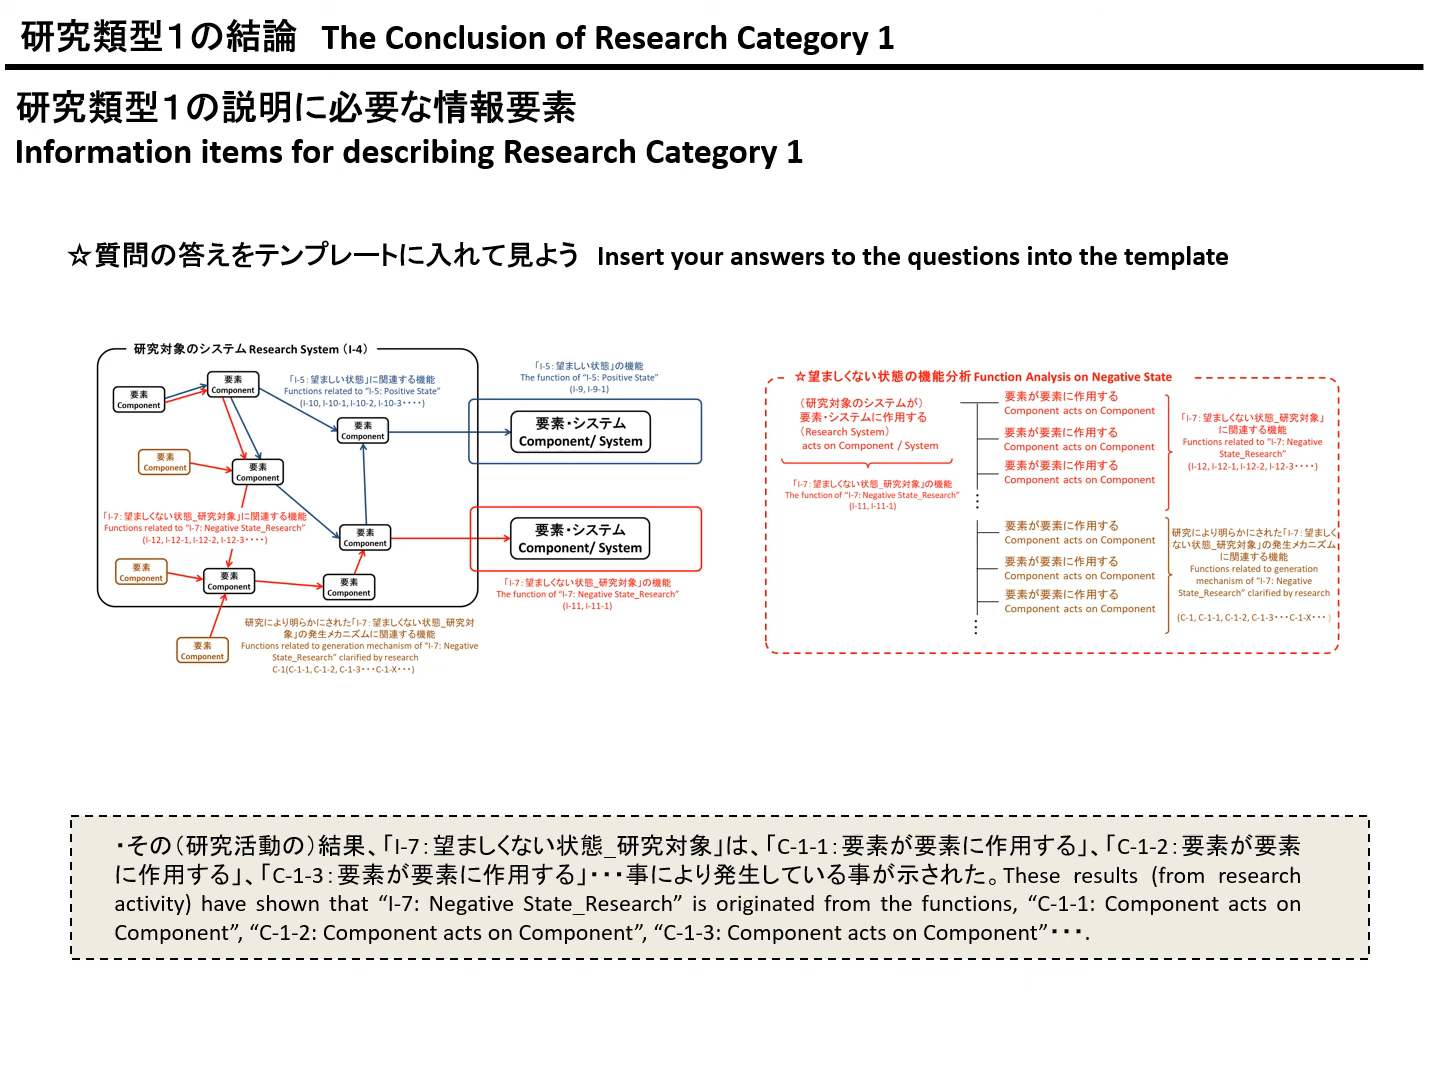 研究類型１の結論 The Conclusion of Research Category 1
研究類型１の説明に必要な情報要素
Information items for describing Research Category 1
☆質問の答えをテンプレートに入れて見よう Insert your answers to the questions into the template
研究対象のシステム Research System（I-4）
要素
Component
要素
Component
「I-5：望ましい状態」に関連する機能
Functions related to “I-5: Positive State”
(I-10, I-10-1, I-10-2, I-10-3････)
要素
Component
要素
Component
要素
Component
「I-7：望ましくない状態_研究対象」に関連する機能
Functions related to “I-7: Negative State_Research”
(I-12, I-12-1, I-12-2, I-12-3････)
要素
Component
要素
Component
要素
Component
要素
Component
要素
Component
研究により明らかにされた「I-7：望ましくない状態_研究対
象」の発生メカニズムに関連する機能
Functions related to generation mechanism of “I-7: Negative
State_Research” clarified by research
C-1(C-1-1, C-1-2, C-1-3･･･C-1-X･･･)
「I-5：望ましい状態」の機能
The function of “I-5: Positive State”
(I-9, I-9-1)
要素・システム
Component/ System
要素・システム
Component/ System
「I-7：望ましくない状態_研究対象」の機能
The function of “I-7: Negative State_Research”
(I-11, I-11-1)
☆望ましくない状態の機能分析 Function Analysis on Negative State
（研究対象のシステムが）
要素・システムに作用する
（Research System）
acts on Component / System
「I-7：望ましくない状態_研究対象」の機能
The function of “I-7: Negative State_Research”
(I-11, I-11-1)
要素が要素に作用する
Component acts on Component
要素が要素に作用する
Component acts on Component
要素が要素に作用する
Component acts on Component
「I-7：望ましくない状態_研究対象」
に関連する機能
Functions related to “I-7: Negative
State_Research”
(I-12, I-12-1, I-12-2, I-12-3････)
要素が要素に作用する
Component acts on Component
要素が要素に作用する
Component acts on Component
要素が要素に作用する
Component acts on Component
研究により明らかにされた「I-7：望ましく
ない状態_研究対象」の発生メカニズム
に関連する機能
Functions related to generation
mechanism of “I-7: Negative
State_Research” clarified by research
(C-1, C-1-1, C-1-2, C-1-3･･･C-1-X･･･ )
・その（研究活動の）結果、「I-7：望ましくない状態_研究対象」は、「C-1-1：要素が要素に作用する」、「C-1-2：要素が要素
に作用する」、「C-1-3：要素が要素に作用する」･･･事により発生している事が示された。These results (from research
activity) have shown that “I-7: Negative State_Research” is originated from the functions, “C-1-1: Component acts on
Component”, “C-1-2: Component acts on Component”, “C-1-3: Component acts on Component”･･･.